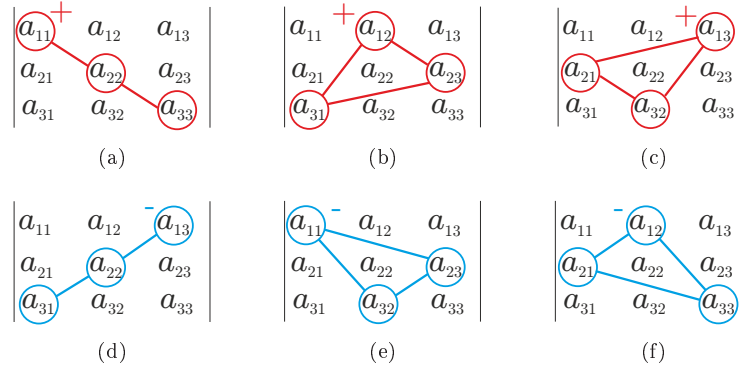 + + +
a₁₁ a₁₂ a₁₃ a₁₁ a₁₂ a₁₃ a₁₁ a₁₂ a₁₃
a₂₁ a₂₂ a₂₃ a₂₁ a₂₂ a₂₃ a₂₁ a₂₂ a₂₃
a₃₁ a₃₂ a₃₃ a₃₁ a₃₂ a₃₃ a₃₁ a₃₂ a₃₃
(a) (b) (c)
- - -
a₁₁ a₁₂ a₁₃ a₁₁ a₁₂ a₁₃ a₁₁ a₁₂ a₁₃
a₂₁ a₂₂ a₂₃ a₂₁ a₂₂ a₂₃ a₂₁ a₂₂ a₂₃
a₃₁ a₃₂ a₃₃ a₃₁ a₃₂ a₃₃ a₃₁ a₃₂ a₃₃
(d) (e) (f)